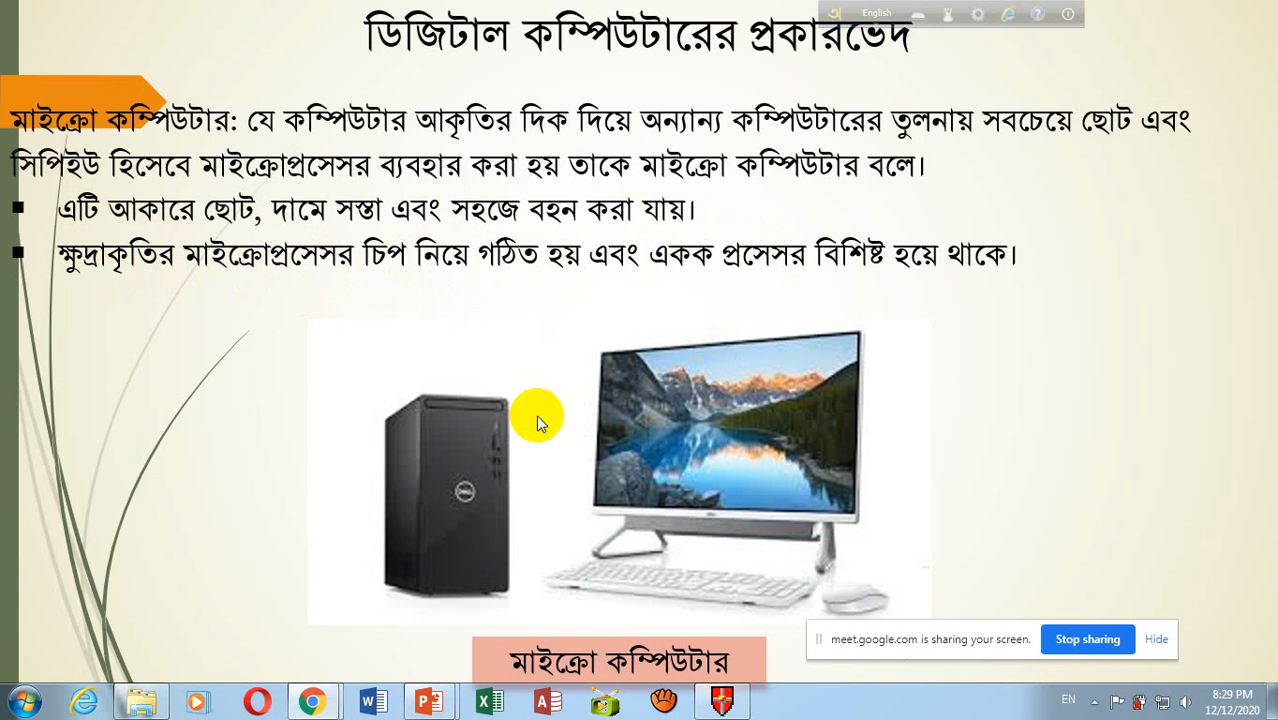 English
ডিজিটাল কম্পিউটারের প্রকারভেদ
মাইক্রো কম্পিউটার: যে কম্পিউটার আকৃতির দিক দিয়ে অন্যান্য কম্পিউটারের তুলনায় সবচেয়ে ছোট এবং
সিপিইউ হিসেবে মাইক্রোপ্রসেসর ব্যবহার করা হয় তাকে মাইক্রো কম্পিউটার বলে।
▪ এটি আকারে ছোট, দামে সস্তা এবং সহজে বহন করা যায়।
▪ ক্ষুদ্রাকৃতির মাইক্রোপ্রসেসর চিপ নিয়ে গঠিত হয় এবং একক প্রসেসর বিশিষ্ট হয়ে থাকে।
DELL
meet.google.com is sharing your screen. Stop sharing Hide
মাইক্রো কম্পিউটার
EN
8:29 PM
12/12/2020